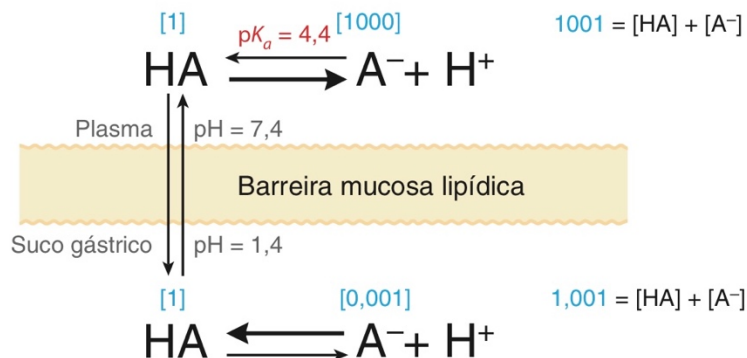 [1] pKa = 4,4 [1000] 1001 = [HA] + [A⁻]
HA A⁻ + H⁺
Plasma pH = 7,4
Barreira mucosa lipídica
Suco gástrico pH = 1,4
[1] [0,001] 1,001 = [HA] + [A⁻]
HA A⁻ + H⁺